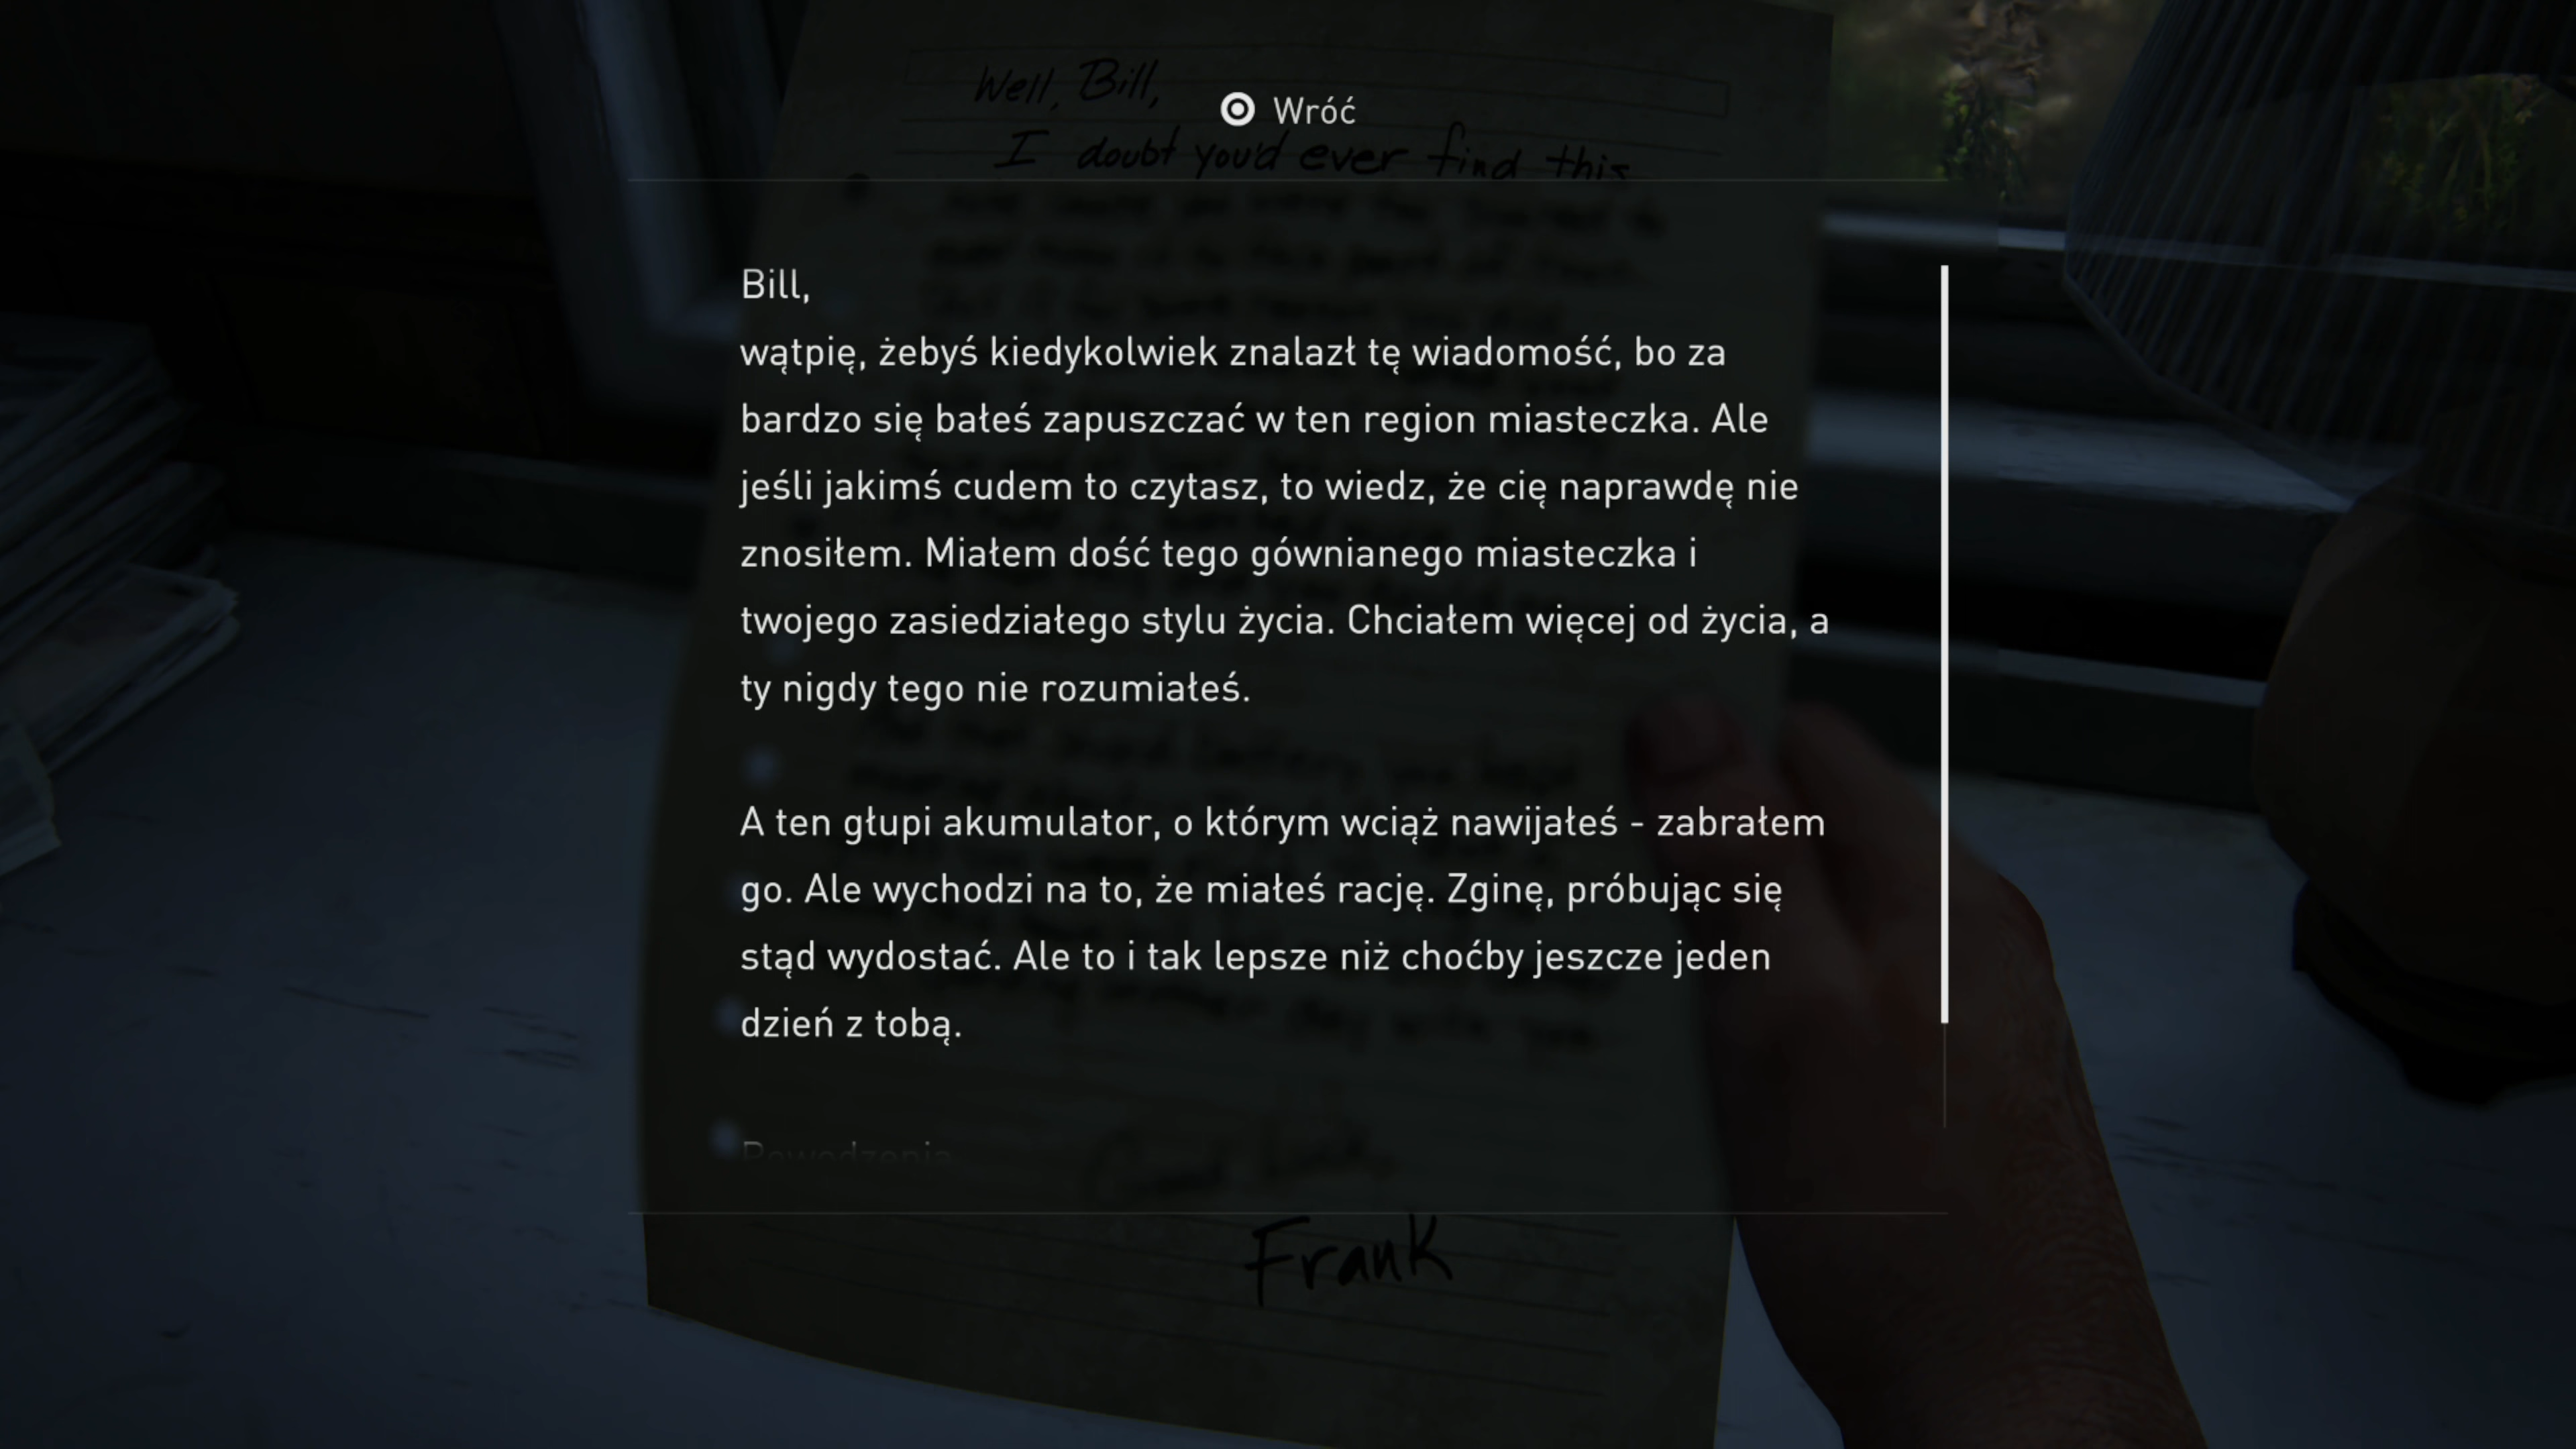 Well, Bill,
Wróć
I doubt you'd ever find this
Bill,
wątpię, żebyś kiedykolwiek znalazł tę wiadomość, bo za
bardzo się bałeś zapuszczać w ten region miasteczka. Ale
jeśli jakimś cudem to czytasz, to wiedz, że cię naprawdę nie
znosiłem. Miałem dość tego gównianego miasteczka i
twojego zasiedziałego stylu życia. Chciałem więcej od życia, a
ty nigdy tego nie rozumiałeś.
A ten głupi akumulator, o którym wciąż nawijałeś - zabrałem
go. Ale wychodzi na to, że miałeś rację. Zginę, próbując się
stąd wydostać. Ale to i tak lepsze niż choćby jeszcze jeden
dzień z tobą.
Powodzenia
Frank